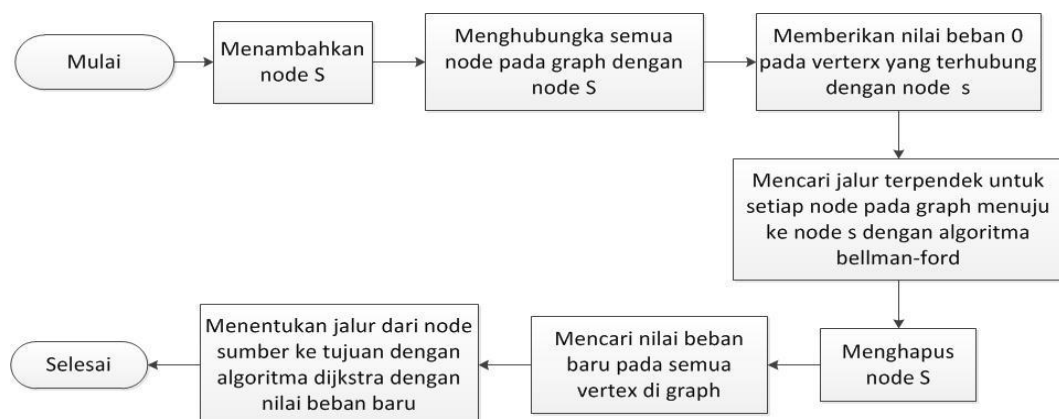 Mulai
Menambahkan
node S
Menghubungka semua
node pada graph dengan
node S
Memberikan nilai beban 0
pada verterx yang terhubung
dengan node s
Mencari jalur terpendek untuk
setiap node pada graph menuju
ke node s dengan algoritma
bellman-ford
Menghapus
node S
Mencari nilai beban
baru pada semua
vertex di graph
Menentukan jalur dari node
sumber ke tujuan dengan
algoritma dijkstra dengan
nilai beban baru
Selesai